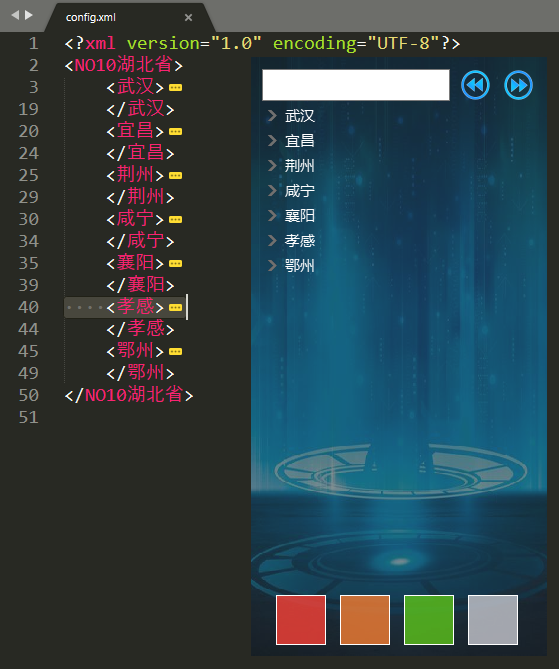 config.xml
1 <?xml version="1.0" encoding="UTF-8"?>
2 <NO10湖北省>
3 <武汉>
19 </武汉>
20 <宜昌>
24 </宜昌>
25 <荆州>
29 </荆州>
30 <咸宁>
34 </咸宁>
35 <襄阳>
39 </襄阳>
40 <孝感>
44 </孝感>
45 <鄂州>
49 </鄂州>
50 </NO10湖北省>
51
武汉
宜昌
荆州
咸宁
襄阳
孝感
鄂州